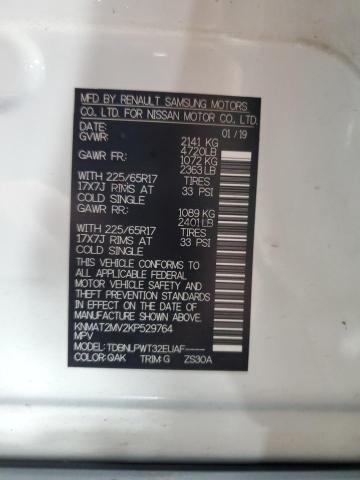 MFD BY RENAULT SAMSUNG MOTORS
CO., LTD. FOR NISSAN MOTOR CO., LTD.
DATE: 01/19
GVWR: 2141 KG
4720LB
GAWR FR: 1072 KG
2363LB
WITH 225/65R17 TIRES
17X7J RIMS AT 33 PSI
COLD SINGLE
GAWR RR: 1089 KG
2401LB
WITH 225/65R17 TIRES
17X7J RIMS AT 33 PSI
COLD SINGLE
THIS VEHICLE CONFORMS TO
ALL APPLICABLE FEDERAL
MOTOR VEHICLE SAFETY AND
THEFT PREVENTION STANDARDS
IN EFFECT ON THE DATE OF
MANUFACTURE SHOWN ABOVE.
KNMAT2MV2KP529764
MPV
MODEL: TDBNLPWT32EUAF-----
COLOR: QAK TRIM: G ZS30A